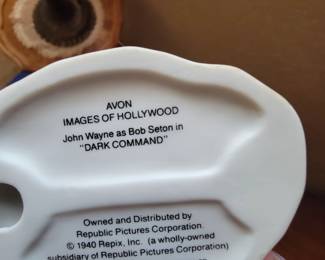 AVON
IMAGES OF HOLLYWOOD
John Wayne as Bob Seton in
"DARK COMMAND"
Owned and Distributed by
Republic Pictures Corporation
© 1940 Repix, Inc. (a wholly-owned
subsidiary of Republic Pictures Corporation)